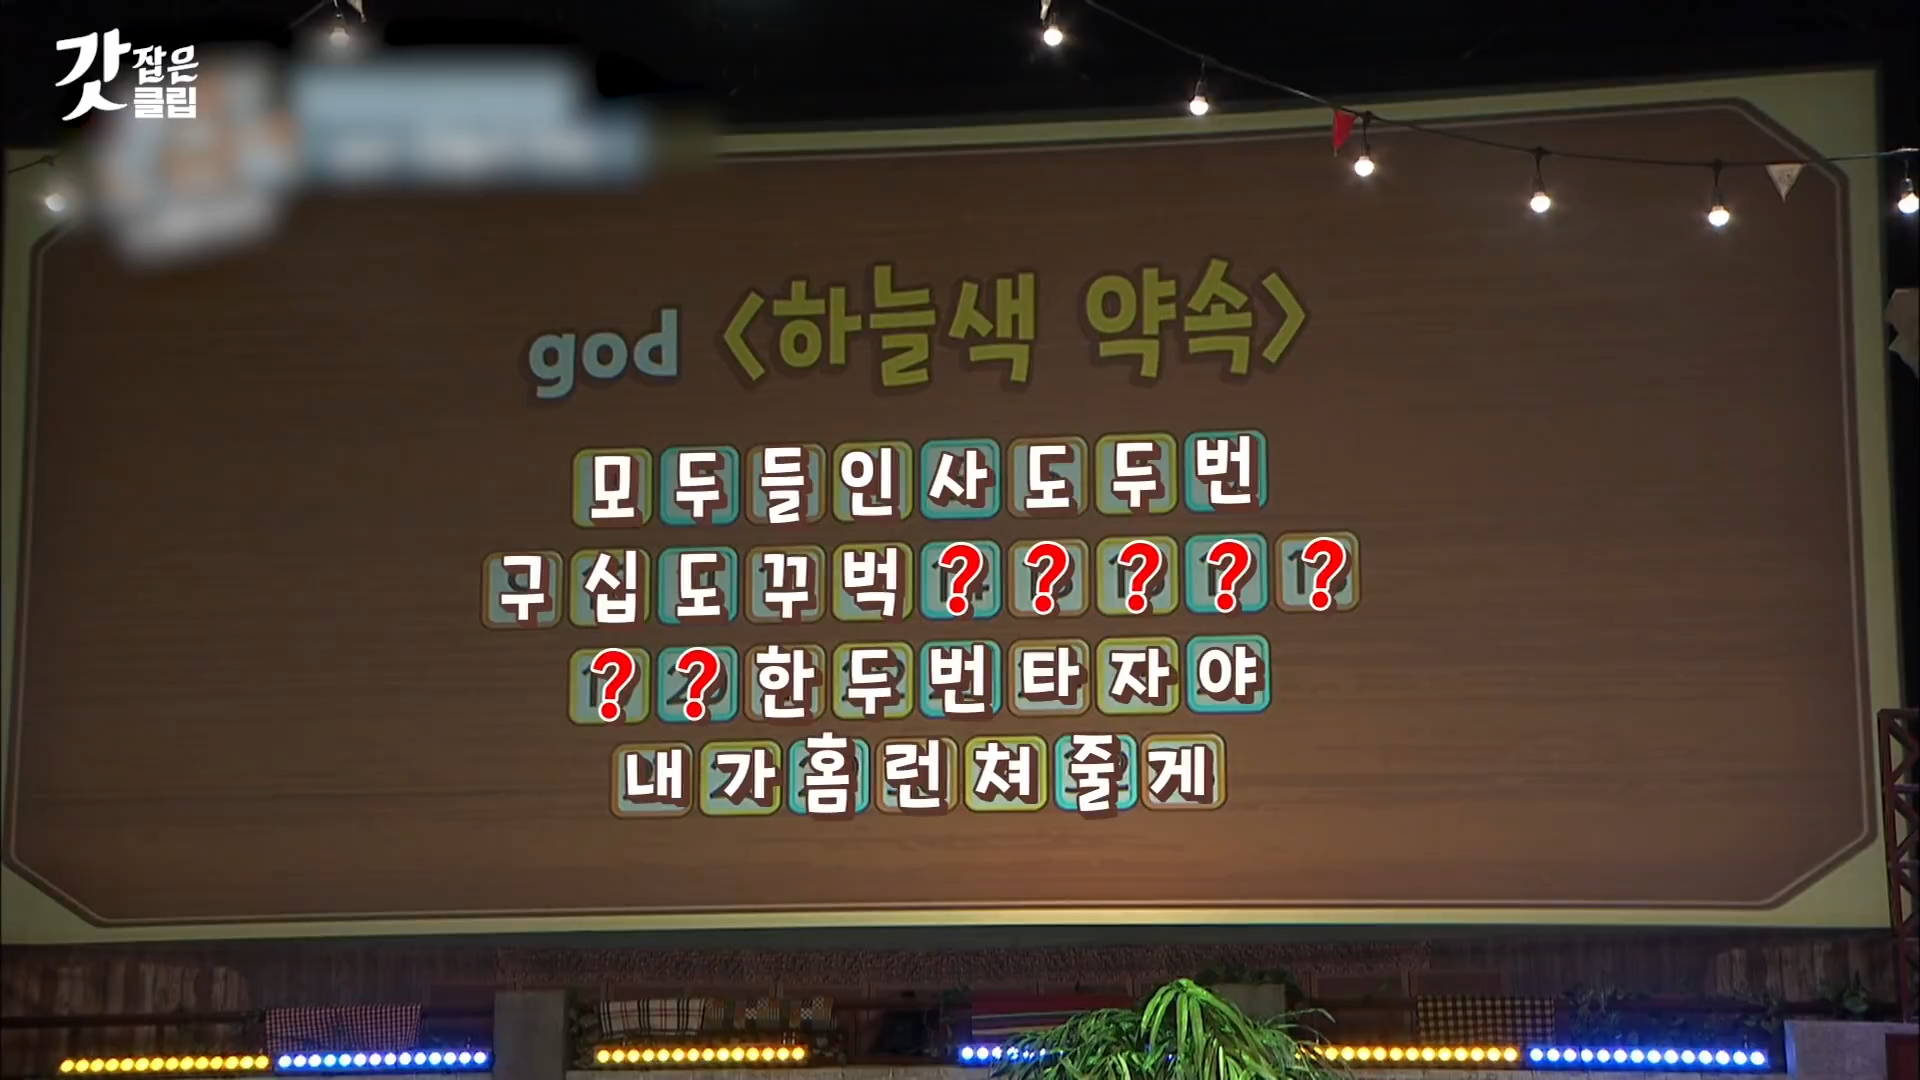 갓 잡은
클립
god <하늘색 약속>
모두들인사도두번
구십도꾸벅?????
??한두번타자야
내가홈런쳐줄게